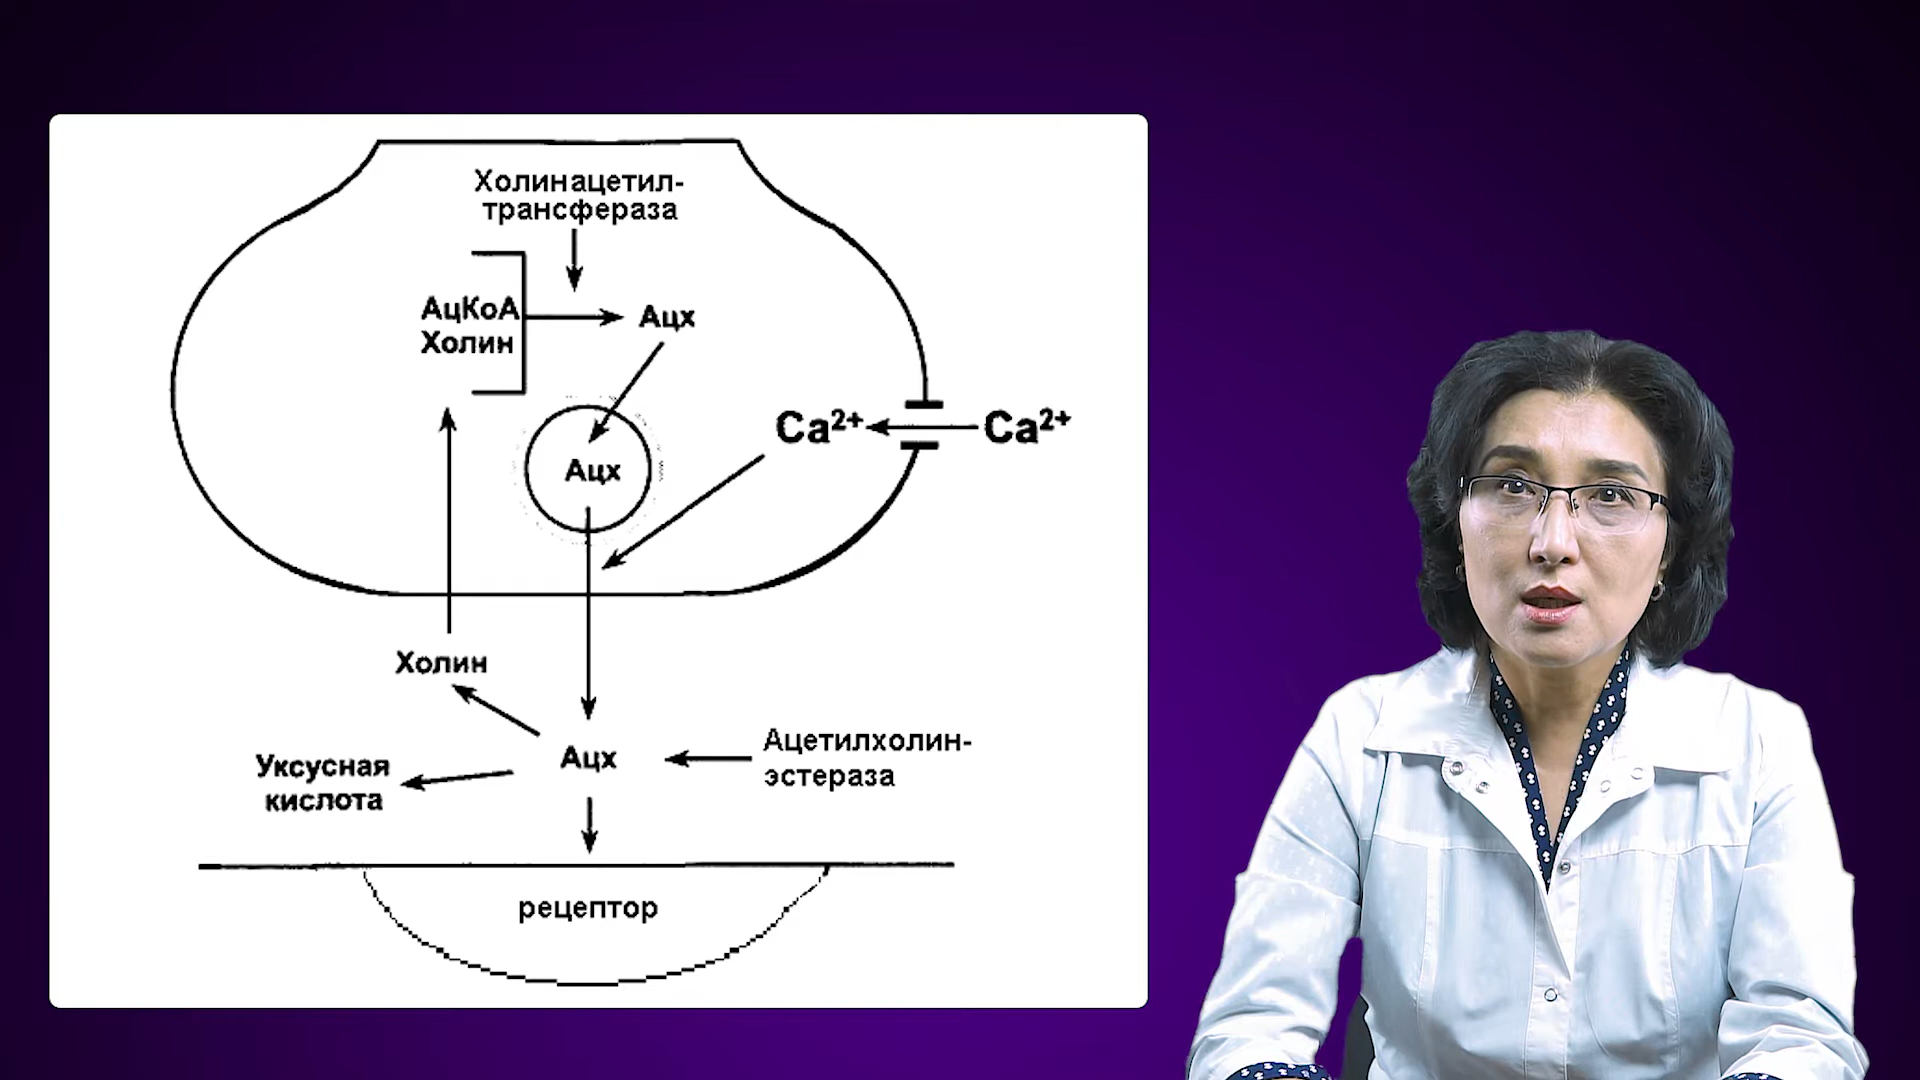 Холинацетил-
трансфераза
АцКоА
Холин
Ацх
Ацх
Ca²⁺
Ca²⁺
Холин
Ацх
Ацетилхолин-
эстераза
Уксусная
кислота
рецептор